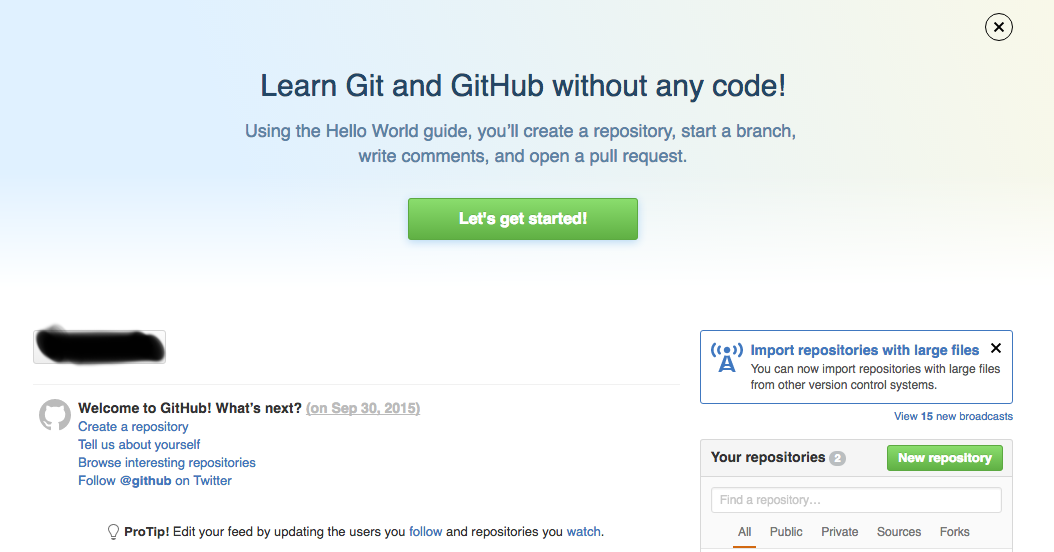 Learn Git and GitHub without any code!
Using the Hello World guide, you’ll create a repository, start a branch,
write comments, and open a pull request.
Let's get started!
Import repositories with large files
You can now import repositories with large files
from other version control systems.
View 15 new broadcasts
Welcome to GitHub! What’s next? (on Sep 30, 2015)
Create a repository
Tell us about yourself
Browse interesting repositories
Follow @github on Twitter
ProTip! Edit your feed by updating the users you follow and repositories you watch.
Your repositories 2
New repository
Find a repository…
All Public Private Sources Forks